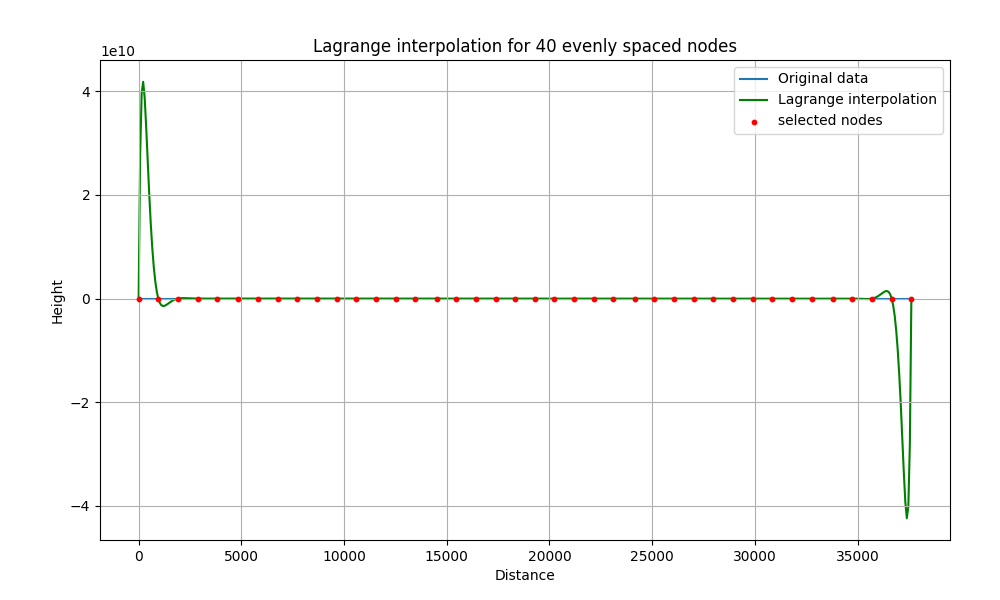 Lagrange interpolation for 40 evenly spaced nodes
1e10
Original data
Lagrange interpolation
selected nodes
4
2
0
−2
−4
Height
0 5000 10000 15000 20000 25000 30000 35000
Distance